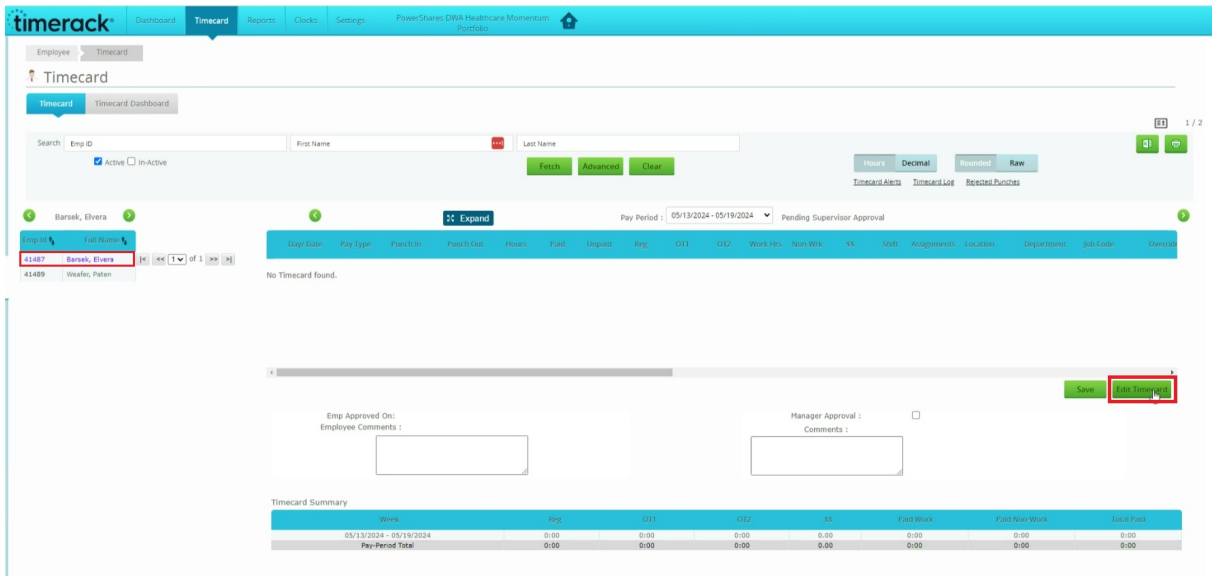 timerack
Dashboard Timecard Reports Clocks Settings PowerShares DWA Healthcare Momentum
Portfolio
Employee Timecard
Timecard
Timecard Timecard Dashboard
1 / 2
Search Emp ID First Name Last Name
Active In-Active
Fetch Advanced Clear
Hours Decimal Rounded Raw
Timecard Alerts Timecard Log Rejected Punches
Barsek, Elvera Expand Pay Period : 05/13/2024 - 05/19/2024 Pending Supervisor Approval
Emp Id Full Name
Day/ Date Pay Type Punch In Punch Out Hours Paid Unpaid Reg OT1 OT2 Work Hrs Non-Wrk $$ Shift Assignments Location Department Job Code Override
41487 Barsek, Elvera |< << 1 of 1 >> >|
41489 Weafer, Paten
No Timecard found.
Save Edit Timecard
Emp Approved On: Manager Approval :
Employee Comments : Comments :
Timecard Summary
Week Reg OT1 OT2 $$ Paid Work Paid Non-Work Total Paid
05/13/2024 - 05/19/2024 0:00 0:00 0:00 0.00 0:00 0:00 0:00
Pay-Period Total 0:00 0:00 0:00 0.00 0:00 0:00 0:00